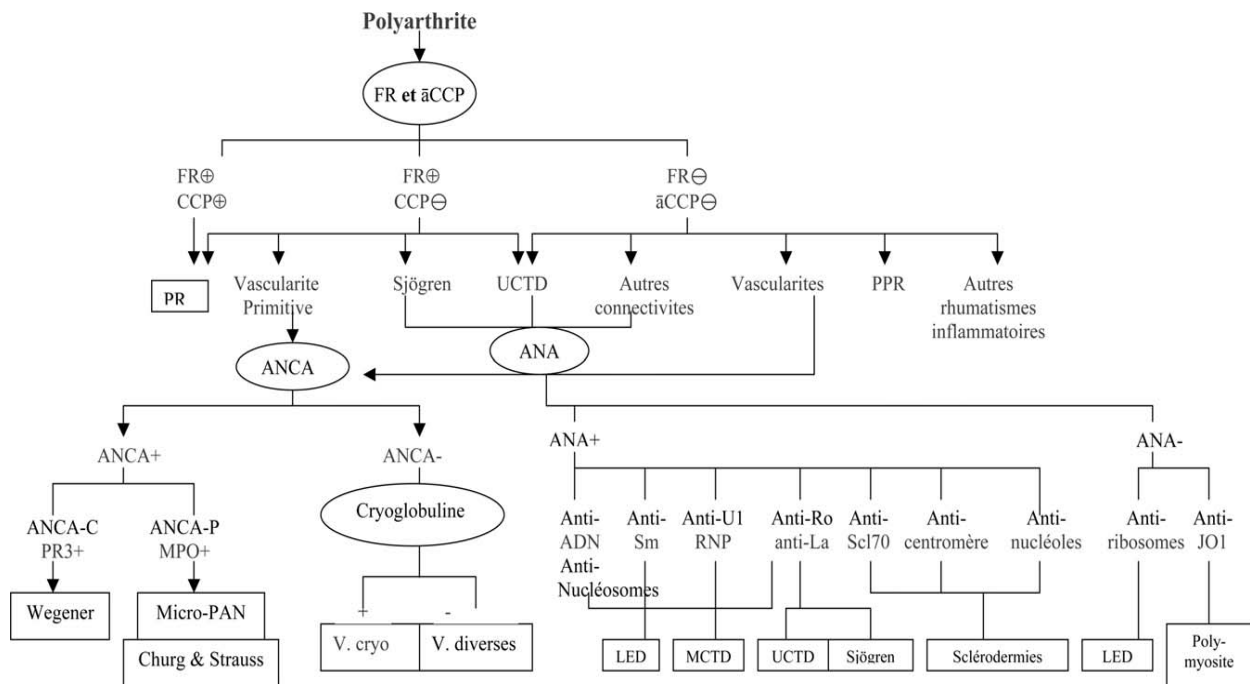 Polyarthrite
FR et āCCP
FR⊕
CCP⊕
FR⊕
CCP⊖
FR⊖
āCCP⊖
PR
Vascularite
Primitive
Sjögren
UCTD
Autres
connectivites
Vascularites
PPR
Autres
rhumatismes
inflammatoires
ANCA
ANA
ANCA+
ANCA-
ANA+
ANA-
ANCA-C
PR3+
ANCA-P
MPO+
Cryoglobuline
Anti-
ADN
Anti-
Nucléosomes
Anti-
Sm
Anti-U1
RNP
Anti-Ro
anti-La
Anti-
Scl70
Anti-
centromère
Anti-
nucléoles
Anti-
ribosomes
Anti-
JO1
Wegener
Micro-PAN
Churg & Strauss
+
-
V. cryo
V. diverses
LED
MCTD
UCTD
Sjögren
Sclérodermies
LED
Poly-
myosite